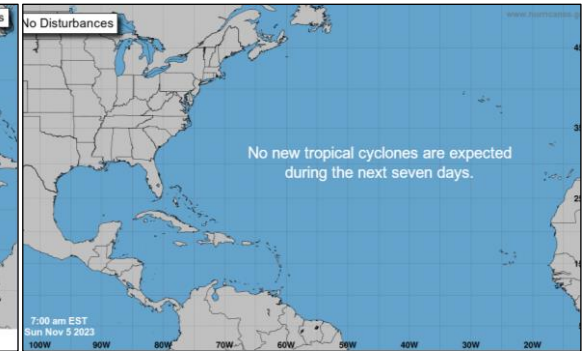 s
No Disturbances
No new tropical cyclones are expected
during the next seven days.
7:00 am EST
Sun Nov 5 2023
100W 90W 80W 70W 60W 50W 40W 30W 20W